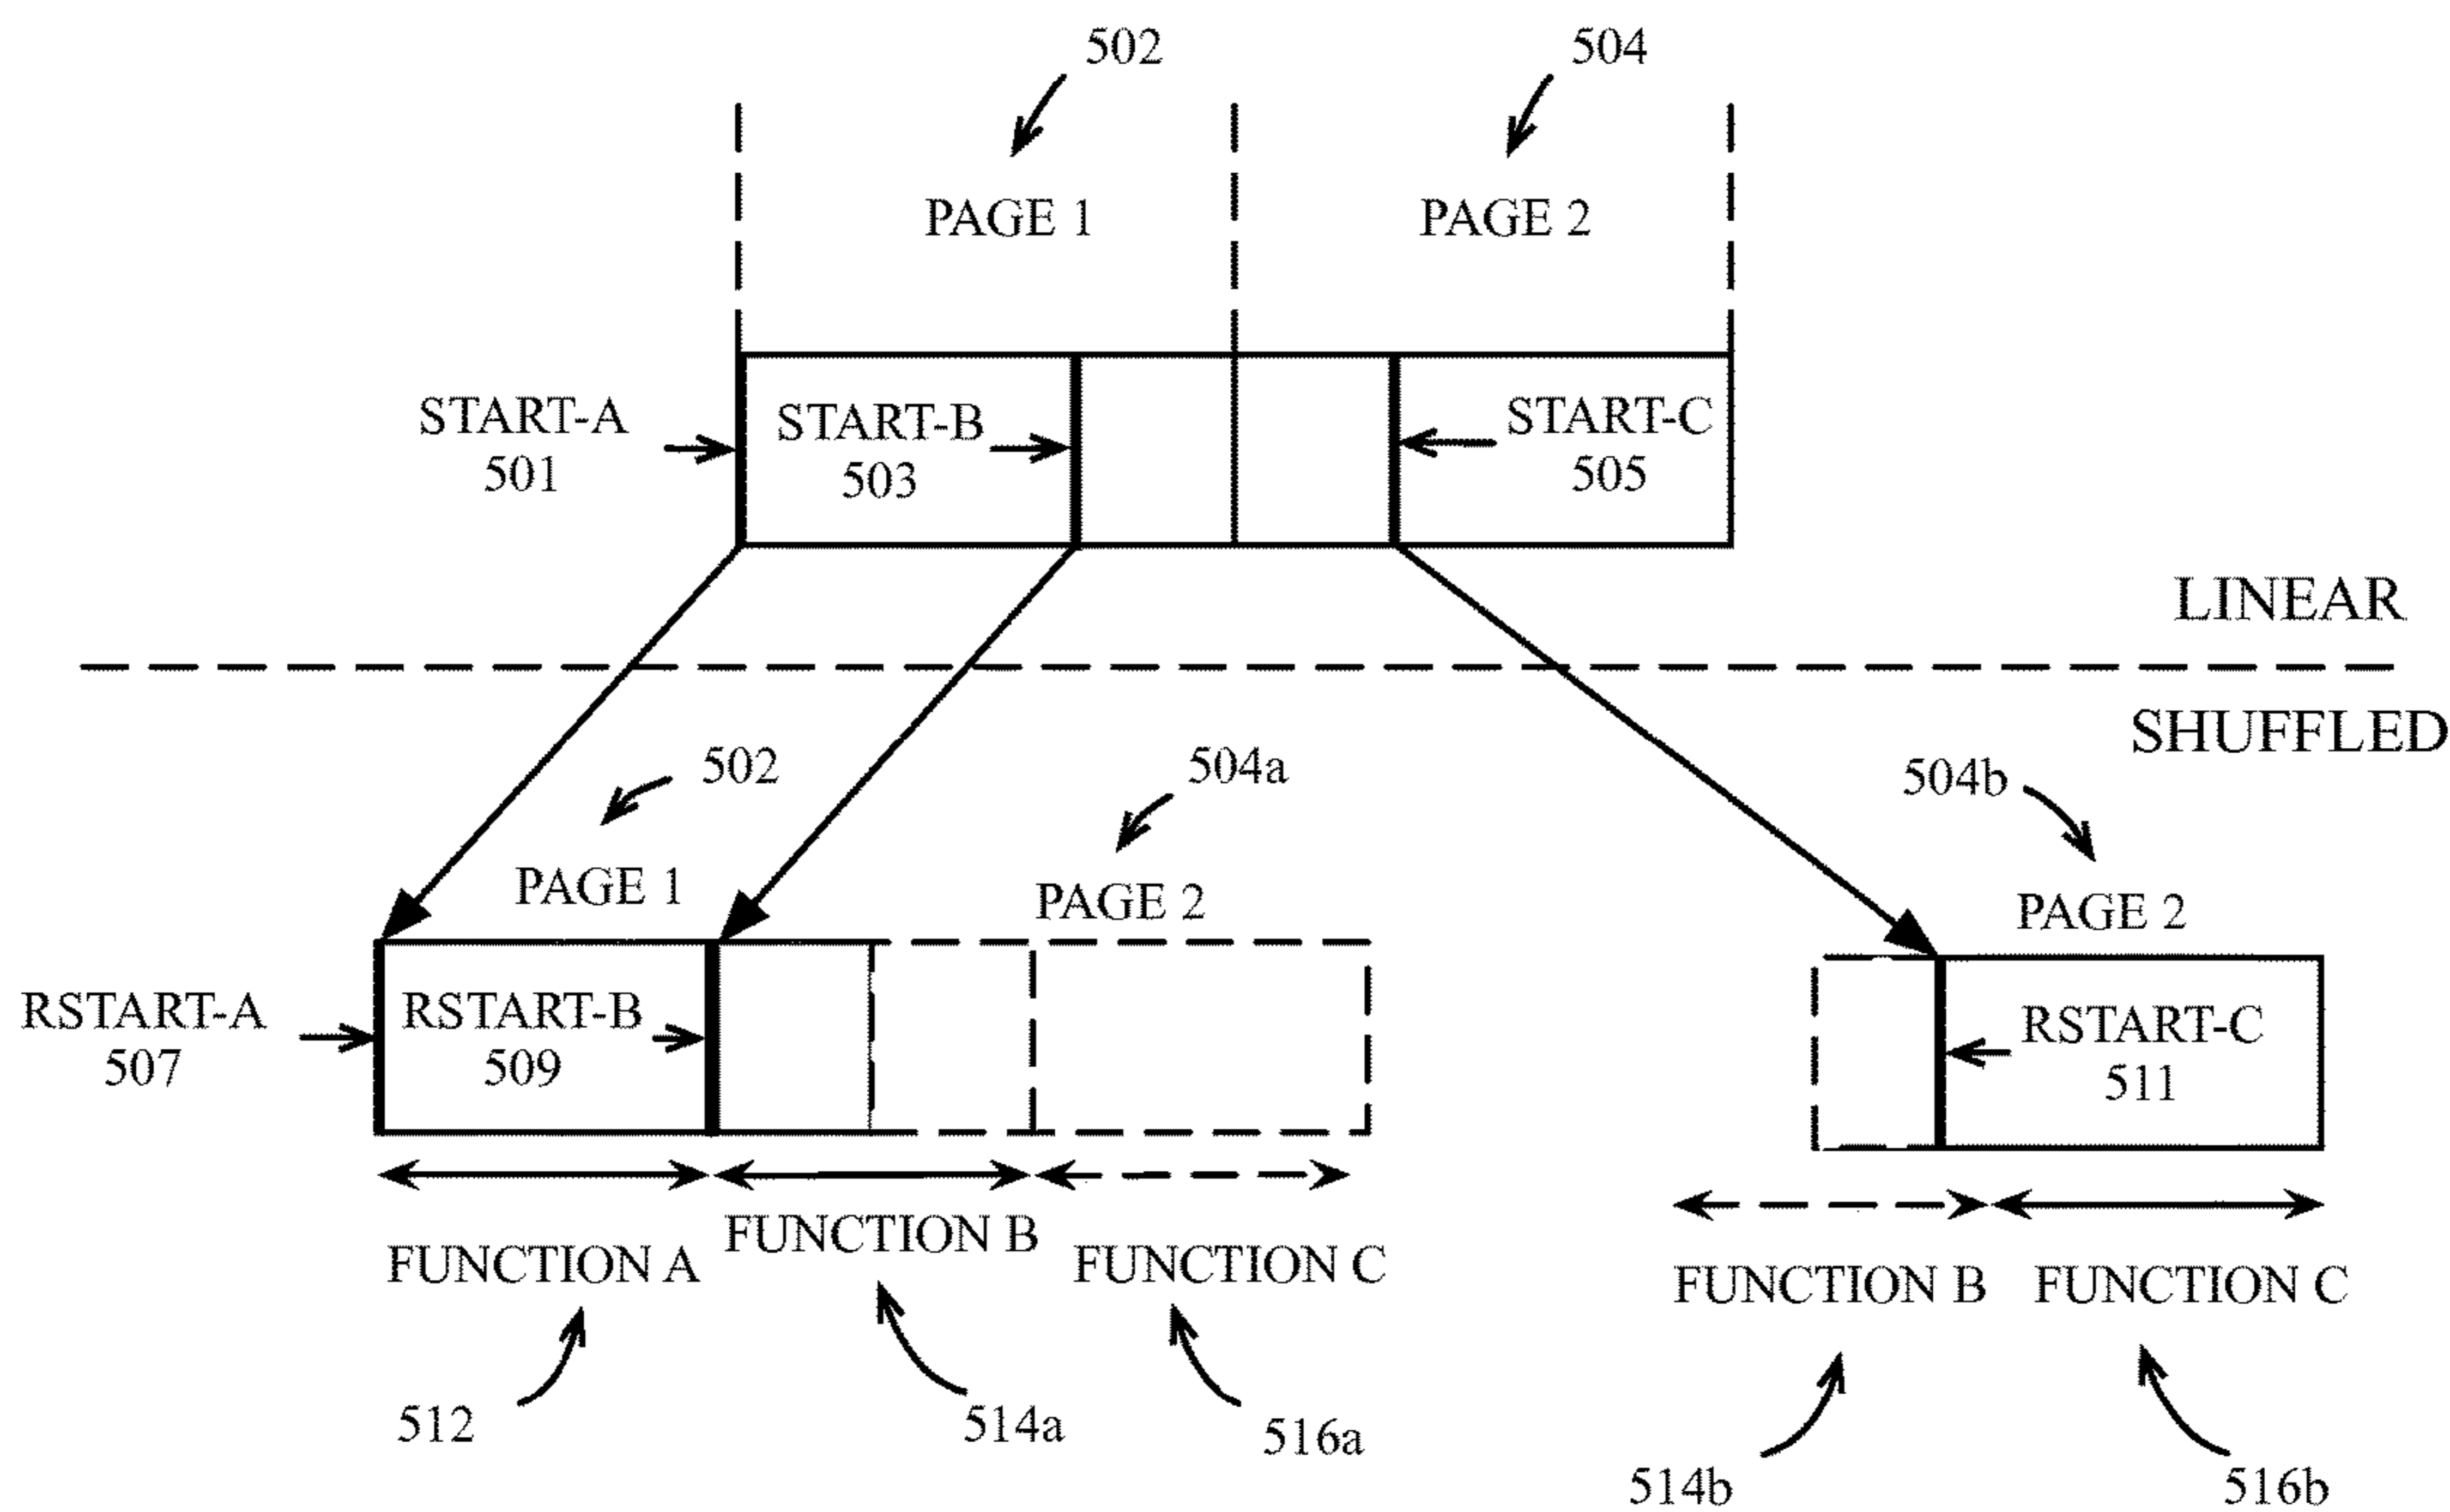 502
504
PAGE 1
PAGE 2
START-A
501
START-B
503
START-C
505
LINEAR
SHUFFLED
502
504a
504b
PAGE 1
PAGE 2
PAGE 2
RSTART-A
507
RSTART-B
509
RSTART-C
511
FUNCTION A
FUNCTION B
FUNCTION C
FUNCTION B
FUNCTION C
512
514a
516a
514b
516b